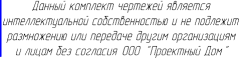 Данный комплект чертежей является
интеллектуальной собственностью и не подлежит
размножению или передаче другим организациям
и лицам без согласия ООО "Проектный Дом"